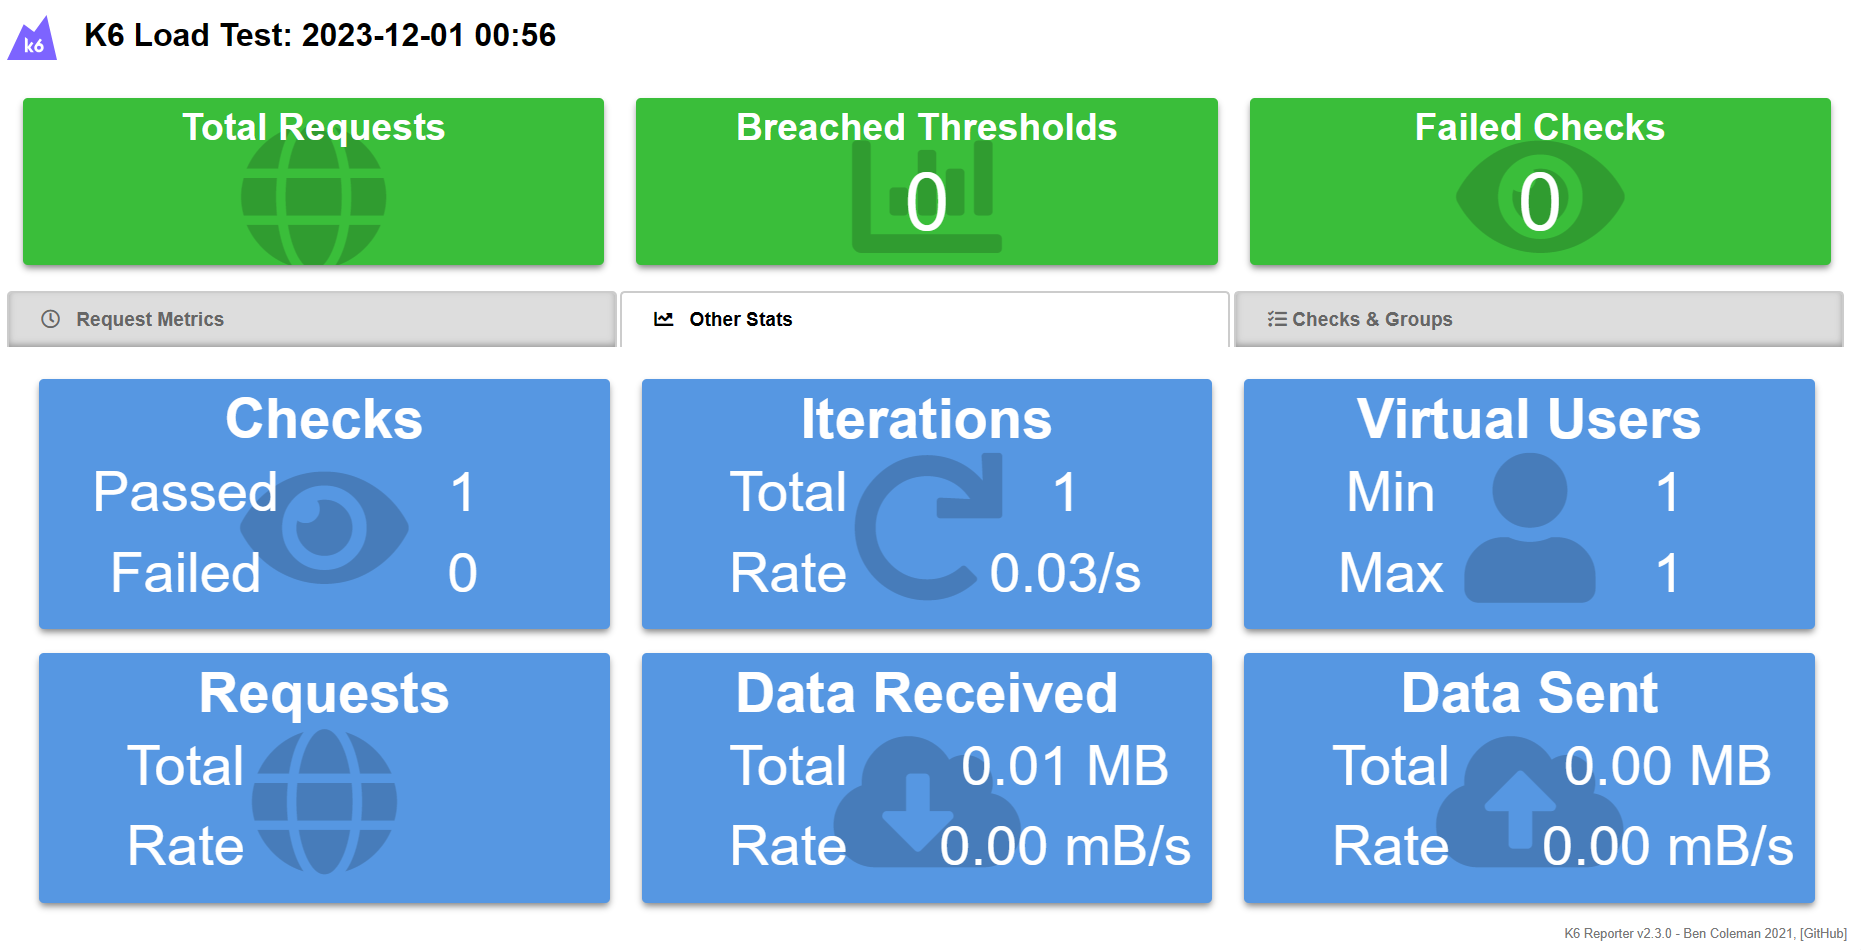 k6
K6 Load Test: 2023-12-01 00:56
Total Requests
Breached Thresholds
0
Failed Checks
0
Request Metrics
Other Stats
Checks & Groups
Checks
Passed 1
Failed 0
Iterations
Total 1
Rate 0.03/s
Virtual Users
Min 1
Max 1
Requests
Total
Rate
Data Received
Total 0.01 MB
Rate 0.00 mB/s
Data Sent
Total 0.00 MB
Rate 0.00 mB/s
K6 Reporter v2.3.0 - Ben Coleman 2021, [GitHub]